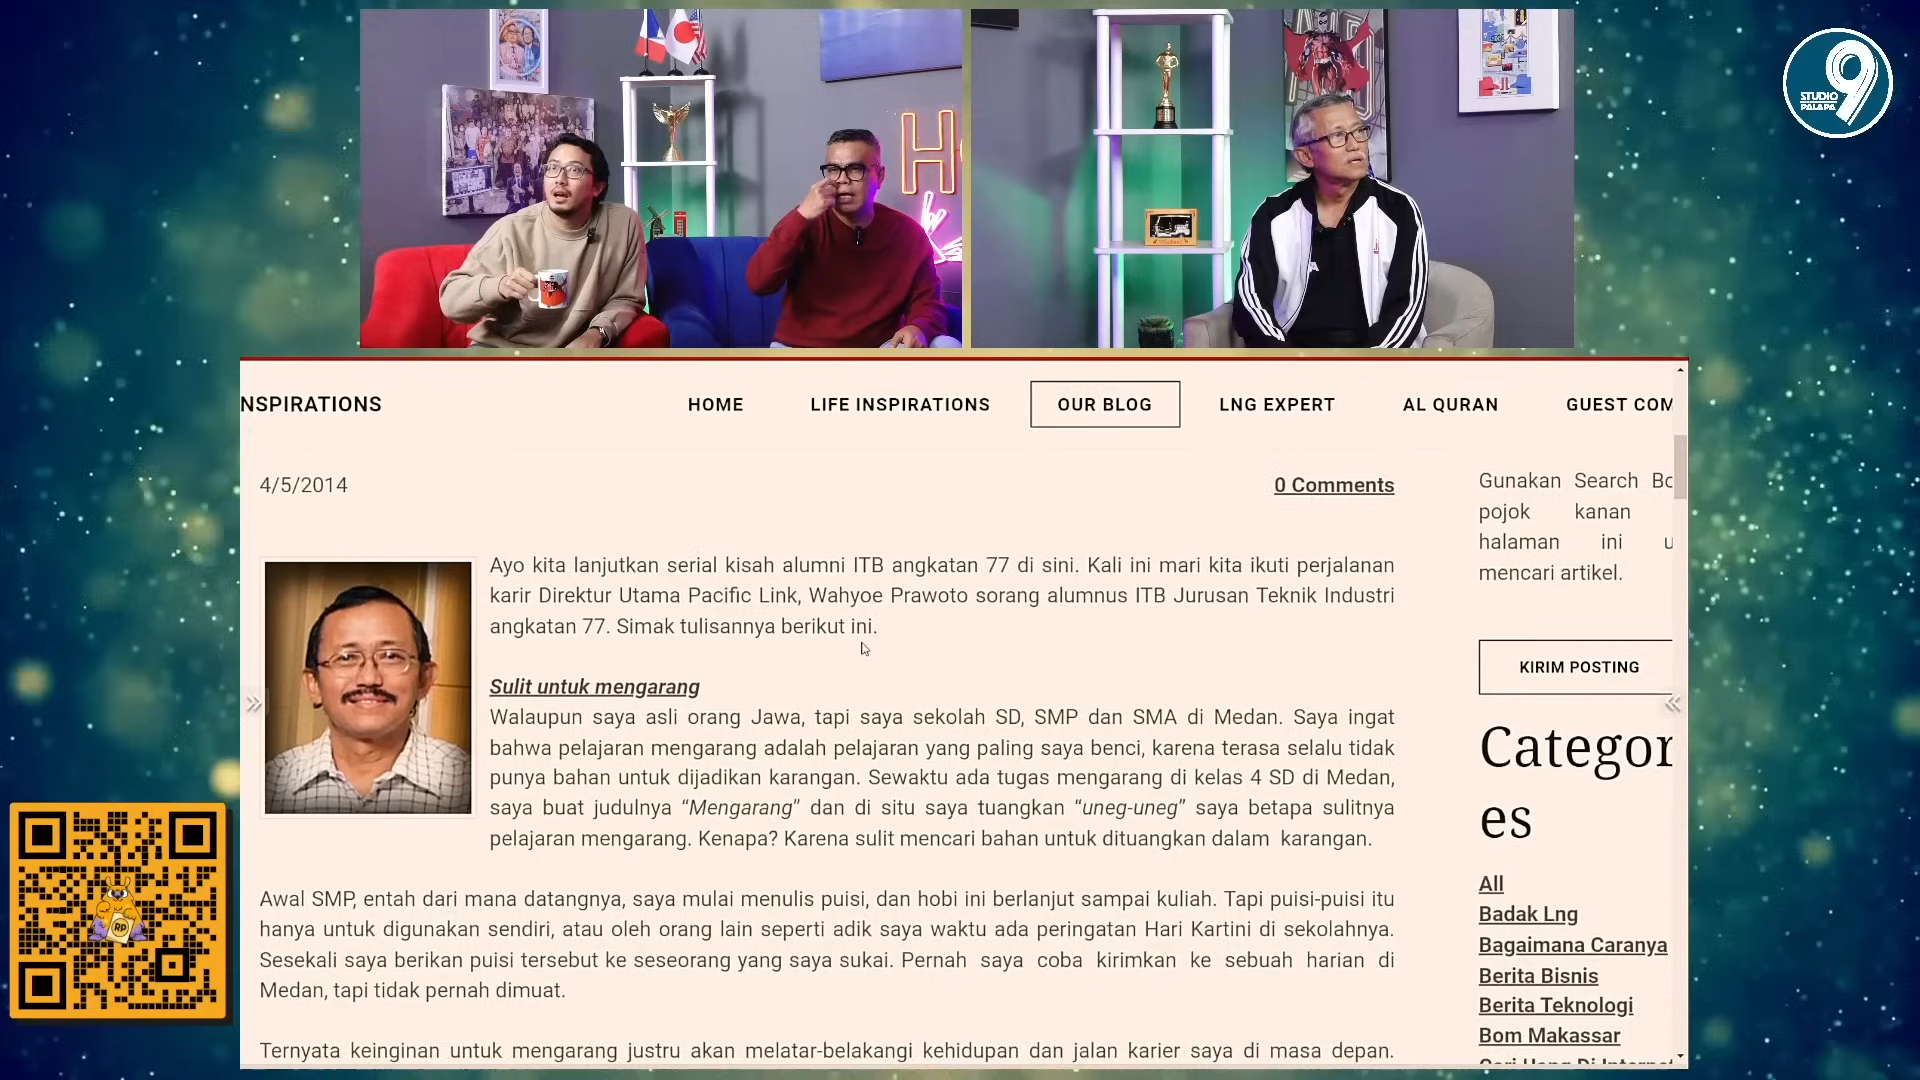 STUDIO
PALAPA
9
NSPIRATIONS
HOME
LIFE INSPIRATIONS
OUR BLOG
LNG EXPERT
AL QURAN
GUEST COM
4/5/2014
0 Comments
Ayo kita lanjutkan serial kisah alumni ITB angkatan 77 di sini. Kali ini mari kita ikuti perjalanan
karir Direktur Utama Pacific Link, Wahyoe Prawoto sorang alumnus ITB Jurusan Teknik Industri
angkatan 77. Simak tulisannya berikut ini.
Sulit untuk mengarang
Walaupun saya asli orang Jawa, tapi saya sekolah SD, SMP dan SMA di Medan. Saya ingat
bahwa pelajaran mengarang adalah pelajaran yang paling saya benci, karena terasa selalu tidak
punya bahan untuk dijadikan karangan. Sewaktu ada tugas mengarang di kelas 4 SD di Medan,
saya buat judulnya “Mengarang” dan di situ saya tuangkan “uneg-uneg” saya betapa sulitnya
pelajaran mengarang. Kenapa? Karena sulit mencari bahan untuk dituangkan dalam karangan.
Awal SMP, entah dari mana datangnya, saya mulai menulis puisi, dan hobi ini berlanjut sampai kuliah. Tapi puisi-puisi itu
hanya untuk digunakan sendiri, atau oleh orang lain seperti adik saya waktu ada peringatan Hari Kartini di sekolahnya.
Sesekali saya berikan puisi tersebut ke seseorang yang saya sukai. Pernah saya coba kirimkan ke sebuah harian di
Medan, tapi tidak pernah dimuat.
Ternyata keinginan untuk mengarang justru akan melatar-belakangi kehidupan dan jalan karier saya di masa depan.
Gunakan Search Bo
pojok kanan
halaman ini u
mencari artikel.
KIRIM POSTING
Categor
es
All
Badak Lng
Bagaimana Caranya
Berita Bisnis
Berita Teknologi
Bom Makassar
RP